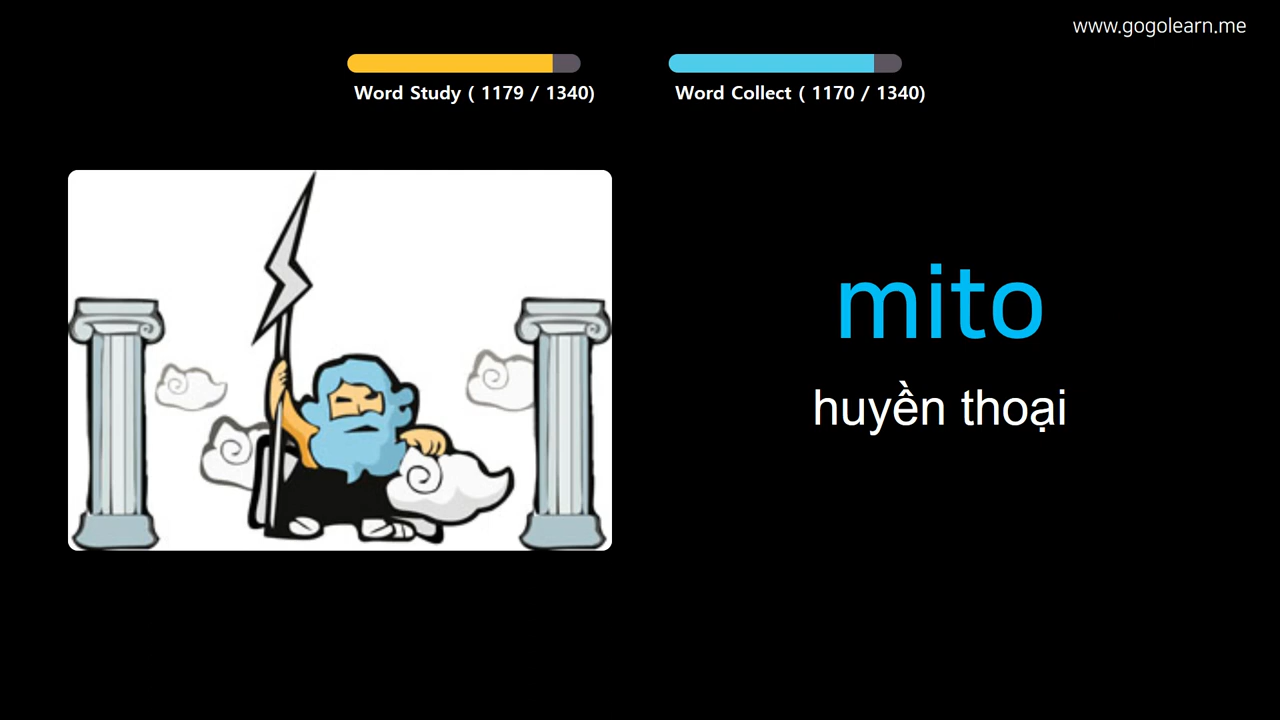 www.gogolearn.me
Word Study ( 1179 / 1340)
Word Collect ( 1170 / 1340)
mito
huyền thoại